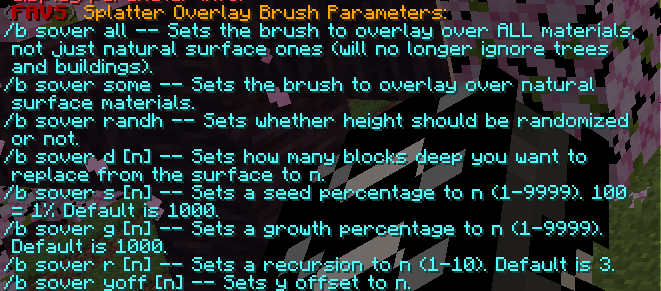 Splatter Overlay Brush Parameters:
/b sover all -- Sets the brush to overlay over ALL materials,
not just natural surface ones (will no longer ignore trees
and buildings).
/b sover some -- Sets the brush to overlay over natural
surface materials.
/b sover randh -- Sets whether height should be randomized
or not.
/b sover d [n] -- Sets how many blocks deep you want to
replace from the surface to n.
/b sover s [n] -- Sets a seed percentage to n (1-9999). 100
= 1% Default is 1000.
/b sover g [n] -- Sets a growth percentage to n (1-9999).
Default is 1000.
/b sover r [n] -- Sets a recursion to n (1-10). Default is 3.
/b sover yoff [n] -- Sets y offset to n.